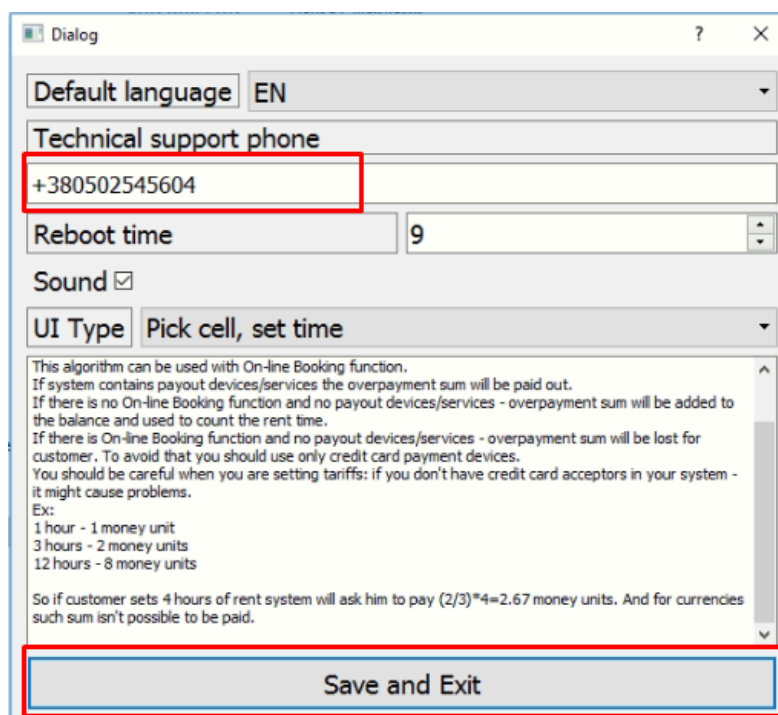 Dialog
Default language EN
Technical support phone
+380502545604
Reboot time 9
Sound
UI Type Pick cell, set time
This algorithm can be used with On-line Booking function.
If system contains payout devices/services the overpayment sum will be paid out.
If there is no On-line Booking function and no payout devices/services - overpayment sum will be added to
the balance and used to count the rent time.
If there is On-line Booking function and no payout devices/services - overpayment sum will be lost for
customer. To avoid that you should use only credit card payment devices.
You should be careful when you are setting tariffs: if you don't have credit card acceptors in your system -
it might cause problems.
Ex:
1 hour - 1 money unit
3 hours - 2 money units
12 hours - 8 money units
So if customer sets 4 hours of rent system will ask him to pay (2/3)*4=2.67 money units. And for currencies
such sum isn't possible to be paid.
Save and Exit